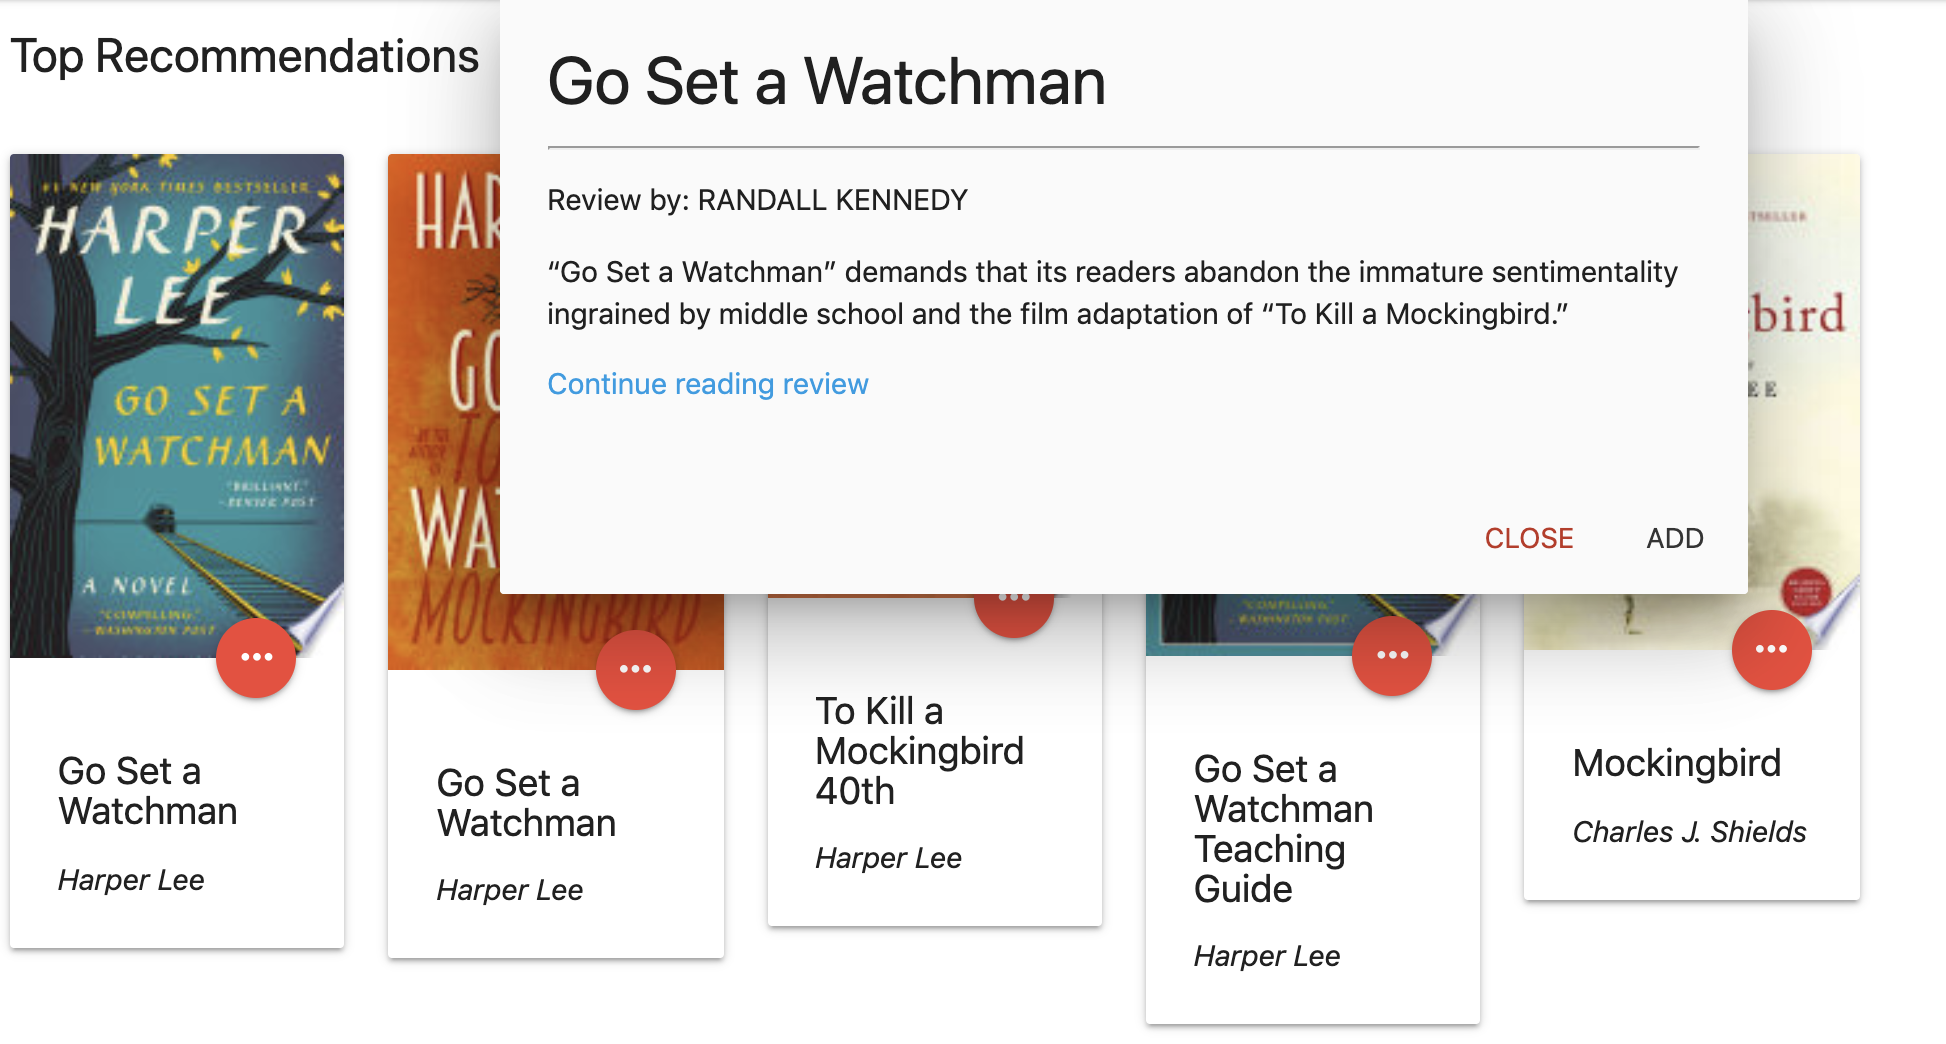 Top Recommendations
Go Set a Watchman
Review by: RANDALL KENNEDY
“Go Set a Watchman” demands that its readers abandon the immature sentimentality
ingrained by middle school and the film adaptation of “To Kill a Mockingbird.”
Continue reading review
CLOSE
ADD
#1 NEW YORK TIMES BESTSELLER
HARPER
LEE
GO SET A
WATCHMAN
"BRILLIANT."
—DENVER POST
A NOVEL
"COMPELLING."
—WASHINGTON POST
Go Set a
Watchman
Harper Lee
HAR
GO
TO
WA
MOCKINGBIRD
Go Set a
Watchman
Harper Lee
To Kill a
Mockingbird
40th
Harper Lee
"COMPELLING."
—WASHINGTON POST
Go Set a
Watchman
Teaching
Guide
Harper Lee
TSELLER
bird
EE
Mockingbird
Charles J. Shields